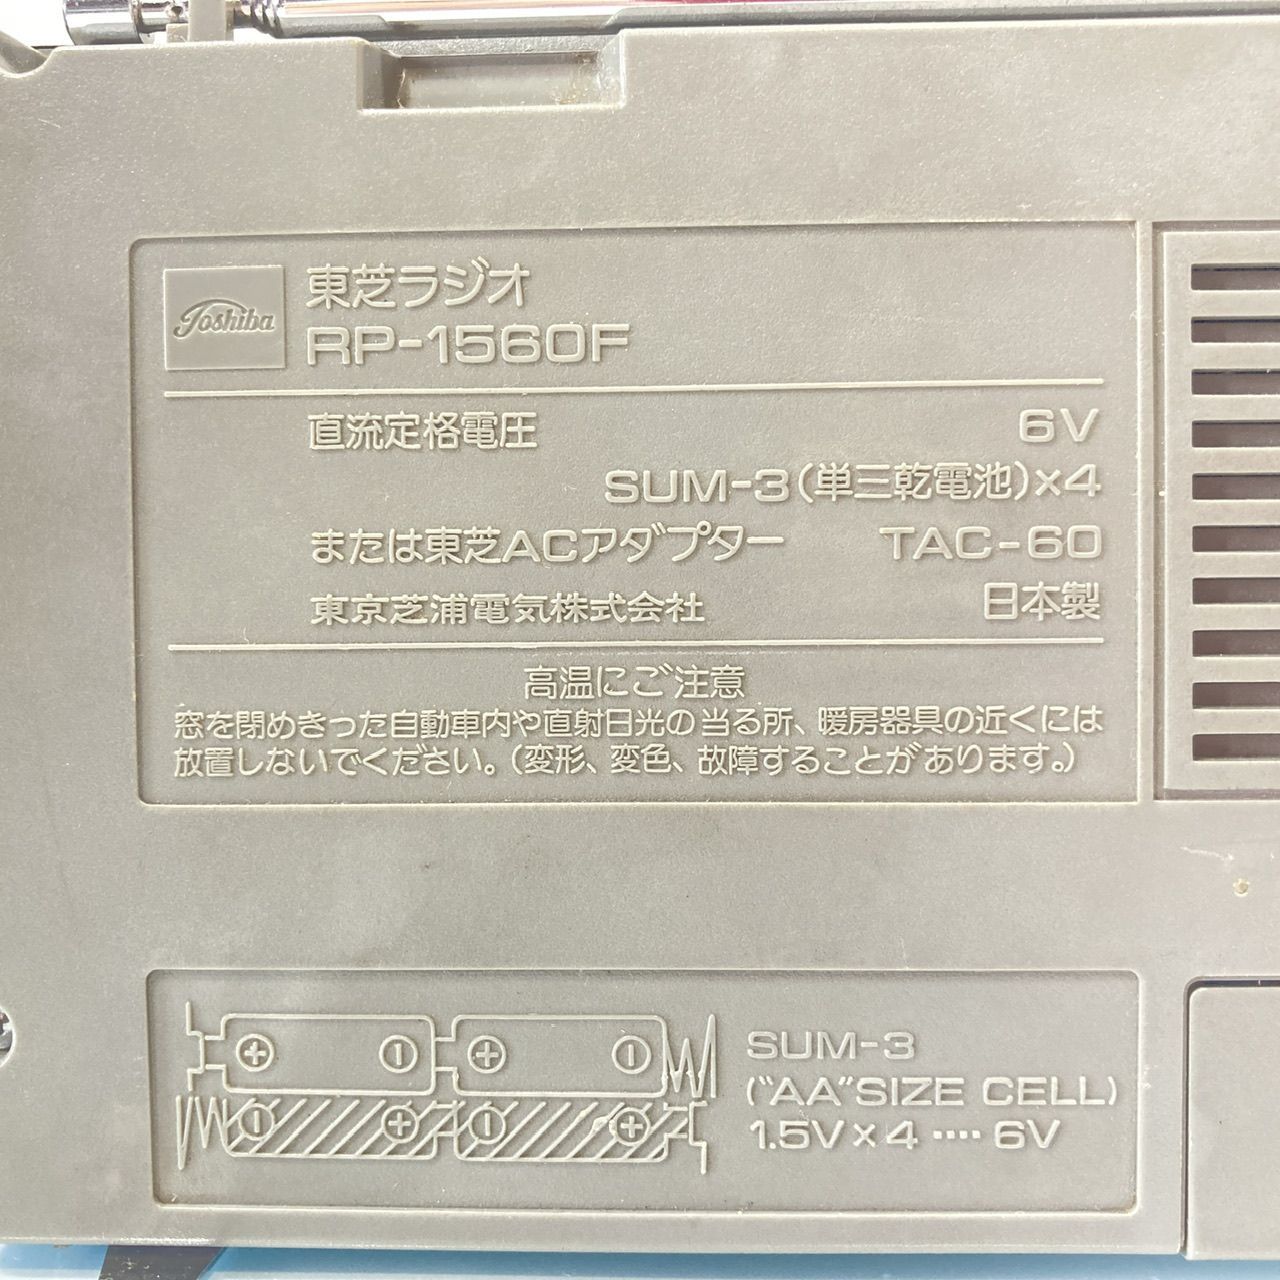 Toshiba
東芝ラジオ
RP-1560F
直流定格電圧 6V
SUM-3(単三乾電池)×4
または東芝ACアダプター TAC-60
東京芝浦電気株式会社 日本製
高温にご注意
窓を閉めきった自動車内や直射日光の当る所、暖房器具の近くには
放置しないでください。(変形、変色、故障することがあります。)
+ − + −
− + − +
SUM-3
("AA"SIZE CELL)
1.5V×4 ···· 6V